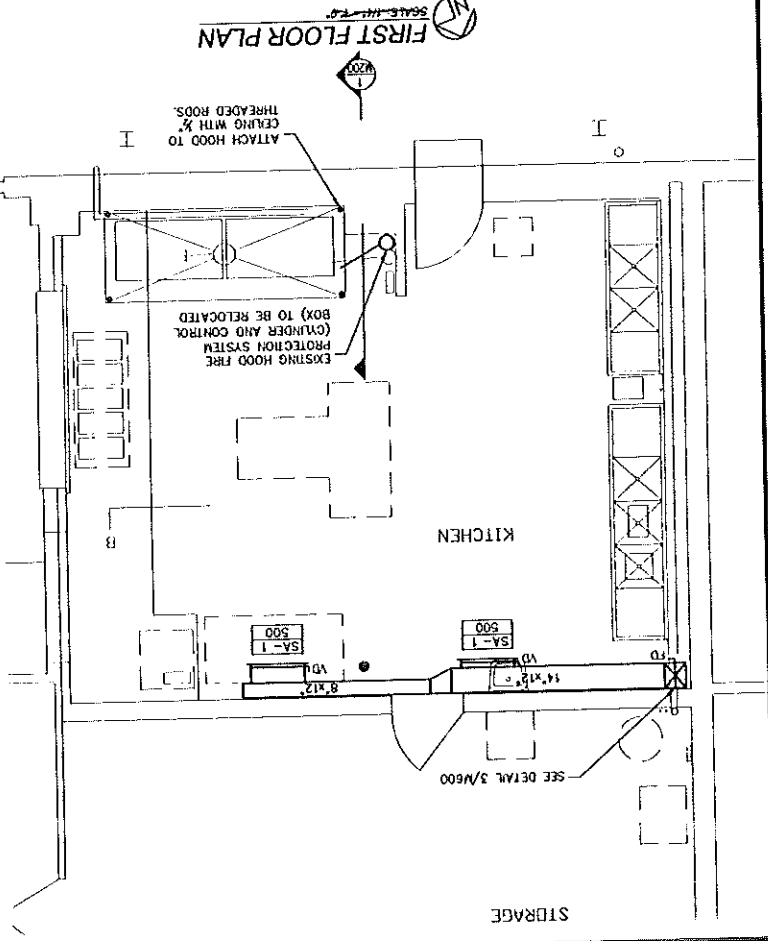 STORAGE
SEE DETAIL 3/M600
14"x12"
8"x12"
FD
VD
VD
SA-1
500
SA-1
500
KITCHEN
B
EXISTING HOOD FIRE
PROTECTION SYSTEM
(CYLINDER AND CONTROL
BOX) TO BE RELOCATED
ATTACH HOOD TO
CEILING WITH ½"
THREADED RODS.
1
M200
FIRST FLOOR PLAN
SCALE: 1/4"=1'-0"
N